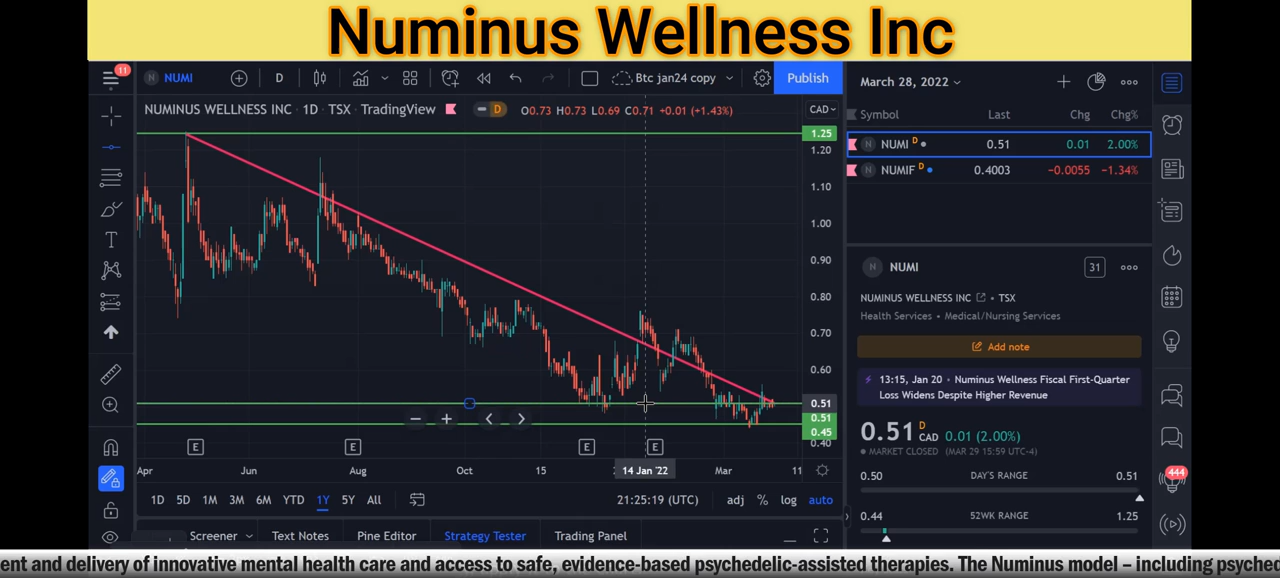 Numinus Wellness Inc
11
NUMI
D
Btc jan24 copy
Publish
March 28, 2022
NUMINUS WELLNESS INC · 1D · TSX · TradingView
D
O0.73 H0.73 L0.69 C0.71 +0.01 (+1.43%)
CAD
Symbol Last Chg Chg%
N NUMI D 0.51 0.01 2.00%
N NUMIF D 0.4003 −0.0055 −1.34%
1.25
1.20
1.10
1.00
0.90
0.80
0.70
0.60
0.51
0.51
0.45
0.40
N NUMI
31
NUMINUS WELLNESS INC • TSX
Health Services • Medical/Nursing Services
Add note
13:15, Jan 20 • Numinus Wellness Fiscal First-Quarter
Loss Widens Despite Higher Revenue
0.51 D CAD 0.01 (2.00%)
MARKET CLOSED (MAR 29 15:59 UTC-4)
0.50 DAY'S RANGE 0.51
0.44 52WK RANGE 1.25
444
E E E E
Apr Jun Aug Oct 15 14 Jan '22 Mar 11
1D 5D 1M 3M 6M YTD 1Y 5Y All
21:25:19 (UTC) adj % log auto
Screener Text Notes Pine Editor Strategy Tester Trading Panel
ent and delivery of innovative mental health care and access to safe, evidence-based psychedelic-assisted therapies. The Numinus model – including psyched